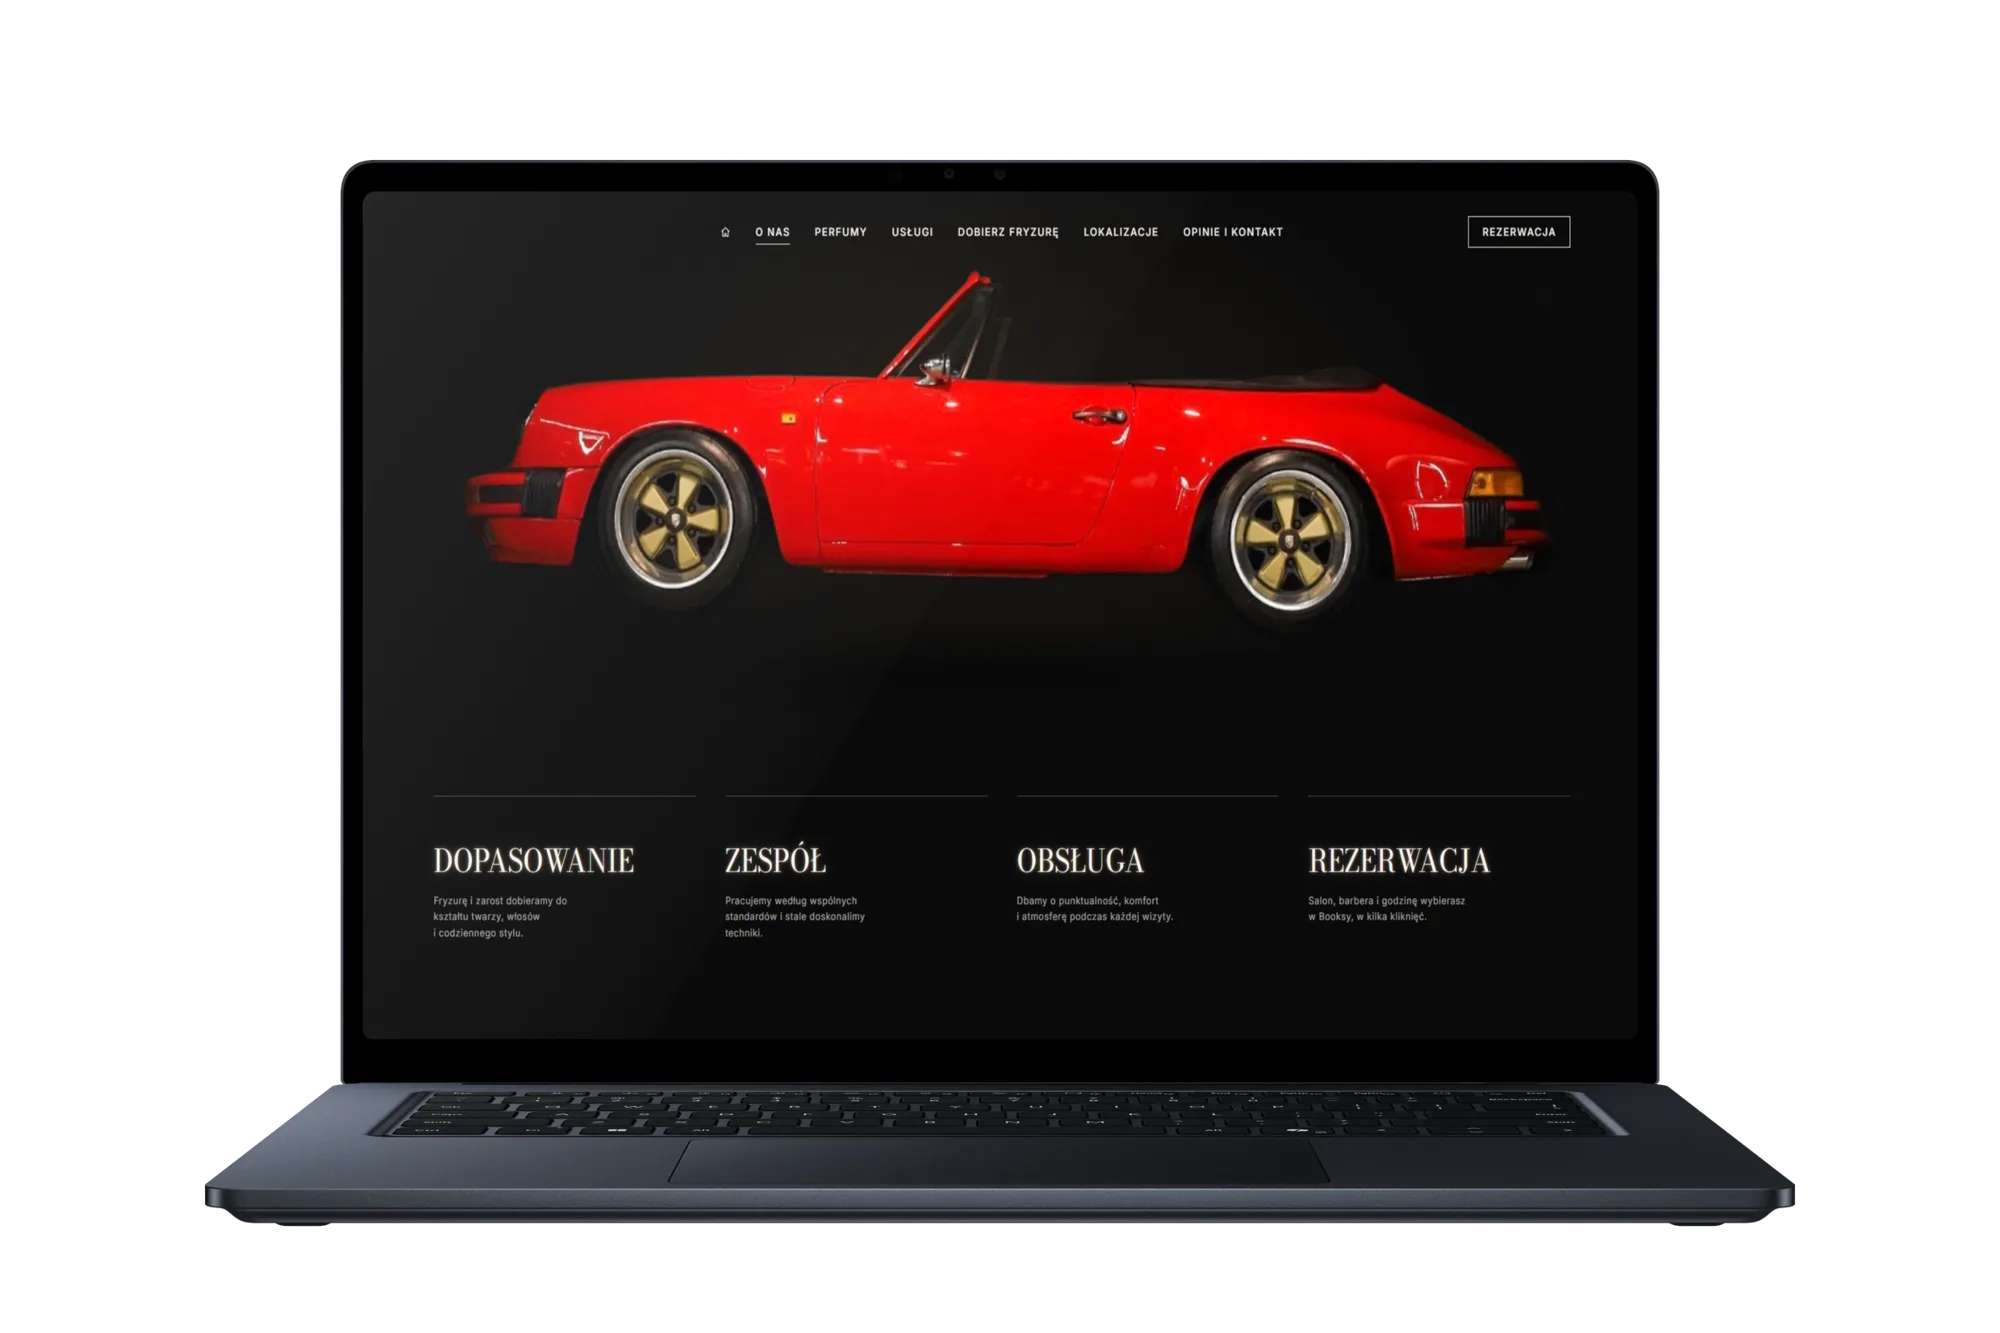 O NAS PERFUMY USŁUGI DOBIERZ FRYZURĘ LOKALIZACJE OPINIE I KONTAKT REZERWACJA
DOPASOWANIE
Fryzurę i zarost dobieramy do
kształtu twarzy, włosów
i codziennego stylu.
ZESPÓŁ
Pracujemy według wspólnych
standardów i stale doskonalimy
techniki.
OBSŁUGA
Dbamy o punktualność, komfort
i atmosferę podczas każdej wizyty.
REZERWACJA
Salon, barbera i godzinę wybierasz
w Booksy, w kilka kliknięć.